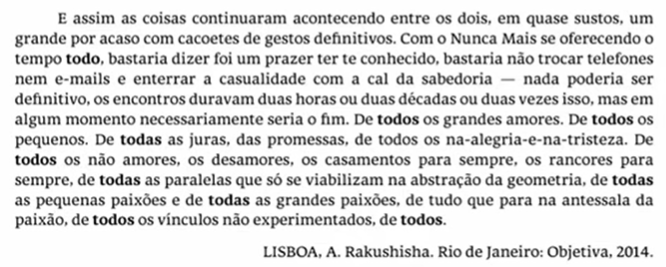 E assim as coisas continuaram acontecendo entre os dois, em quase sustos, um
grande por acaso com cacoetes de gestos definitivos. Com o Nunca Mais se oferecendo o
tempo todo, bastaria dizer foi um prazer ter te conhecido, bastaria não trocar telefones
nem e-mails e enterrar a casualidade com a cal da sabedoria — nada poderia ser
definitivo, os encontros duravam duas horas ou duas décadas ou duas vezes isso, mas em
algum momento necessariamente seria o fim. De todos os grandes amores. De todos os
pequenos. De todas as juras, das promessas, de todos os na-alegria-e-na-tristeza. De
todos os não amores, os desamores, os casamentos para sempre, os rancores para
sempre, de todas as paralelas que só se viabilizam na abstração da geometria, de todas
as pequenas paixões e de todas as grandes paixões, de tudo que para na antessala da
paixão, de todos os vínculos não experimentados, de todos.
LISBOA, A. Rakushisha. Rio de Janeiro: Objetiva, 2014.